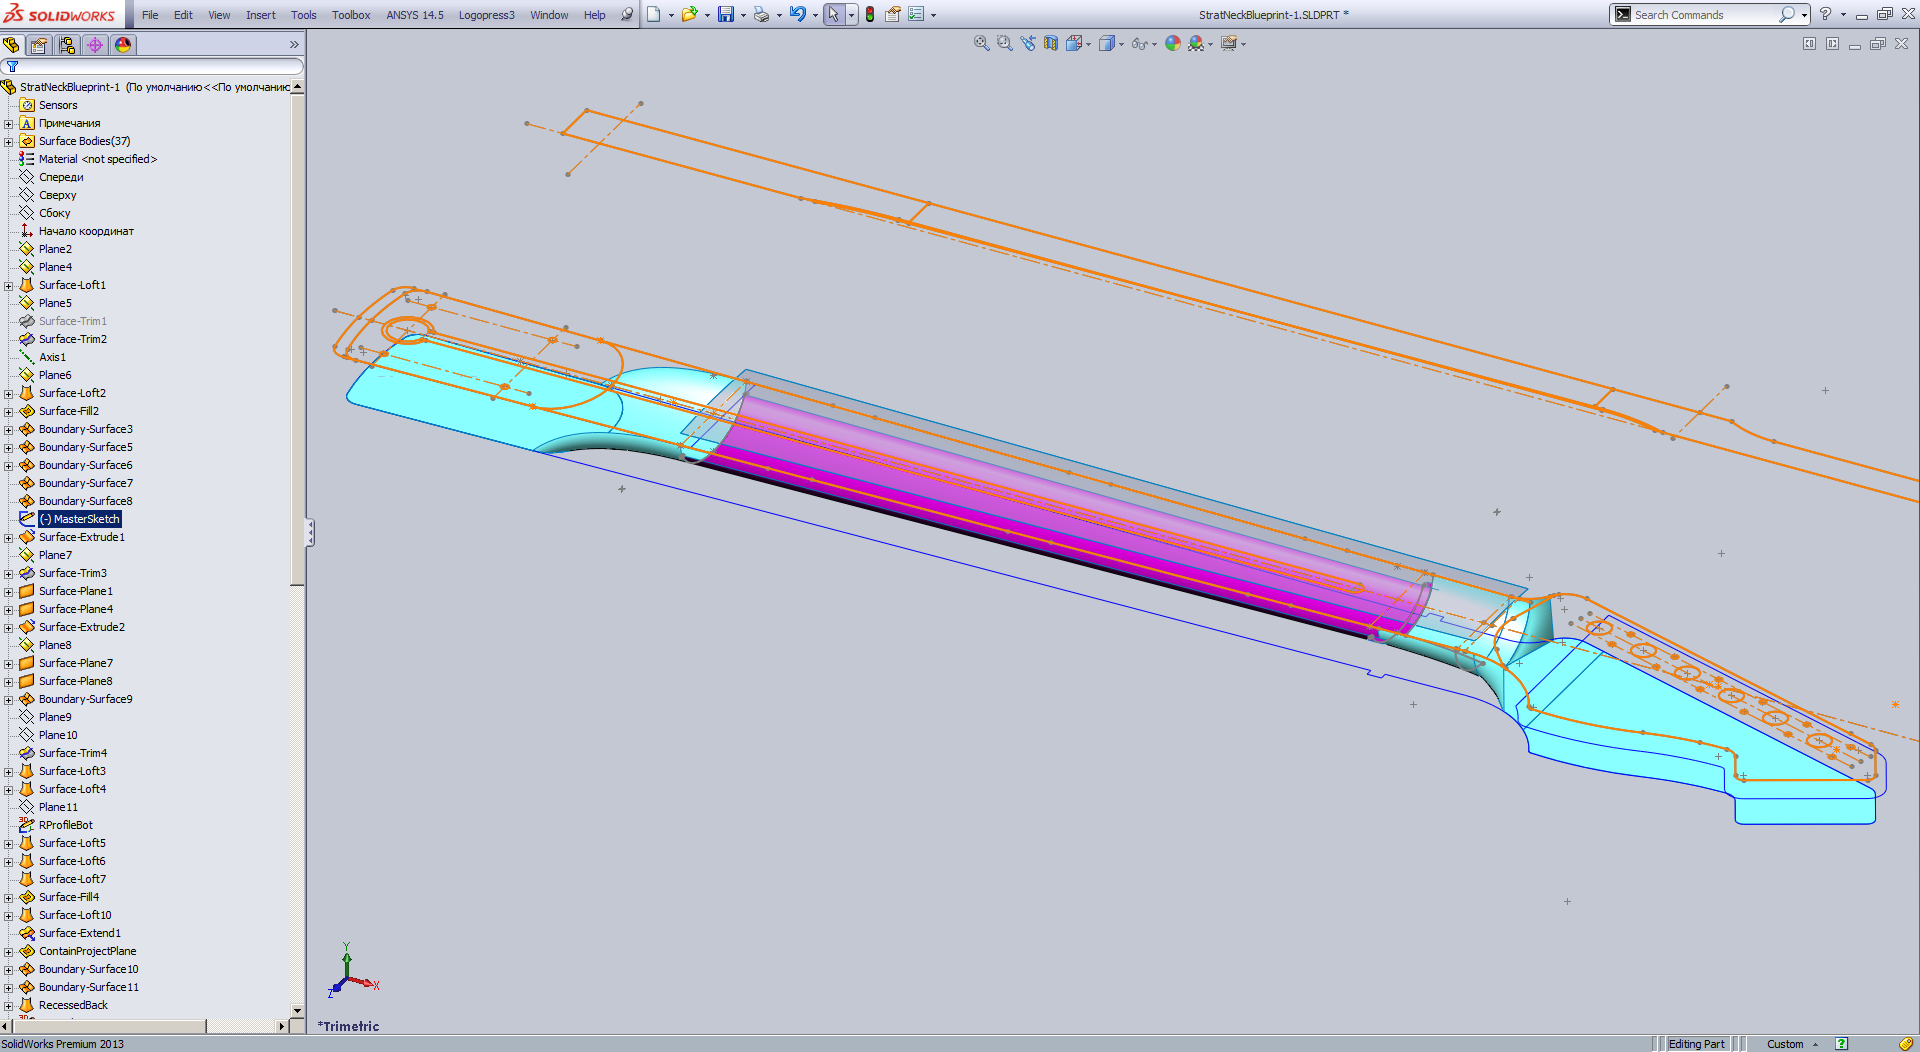 SOLIDWORKS File Edit View Insert Tools Toolbox ANSYS 14.5 Logopress3 Window Help StratNeckBlueprint-1.SLDPRT * Search Commands
StratNeckBlueprint-1 (По умолчанию<<По умолчанию
Sensors
Примечания
Surface Bodies(37)
Material <not specified>
Спереди
Сверху
Сбоку
Начало координат
Plane2
Plane4
Surface-Loft1
Plane5
Surface-Trim1
Surface-Trim2
Axis1
Plane6
Surface-Loft2
Surface-Fill2
Boundary-Surface3
Boundary-Surface5
Boundary-Surface6
Boundary-Surface7
Boundary-Surface8
(-) MasterSketch
Surface-Extrude1
Plane7
Surface-Trim3
Surface-Plane1
Surface-Plane4
Surface-Extrude2
Plane8
Surface-Plane7
Surface-Plane8
Boundary-Surface9
Plane9
Plane10
Surface-Trim4
Surface-Loft3
Surface-Loft4
Plane11
RProfileBot
Surface-Loft5
Surface-Loft6
Surface-Loft7
Surface-Fill4
Surface-Loft10
Surface-Extend1
ContainProjectPlane
Boundary-Surface10
Boundary-Surface11
RecessedBack
Y
X
Z
*Trimetric
SolidWorks Premium 2013 Editing Part Custom